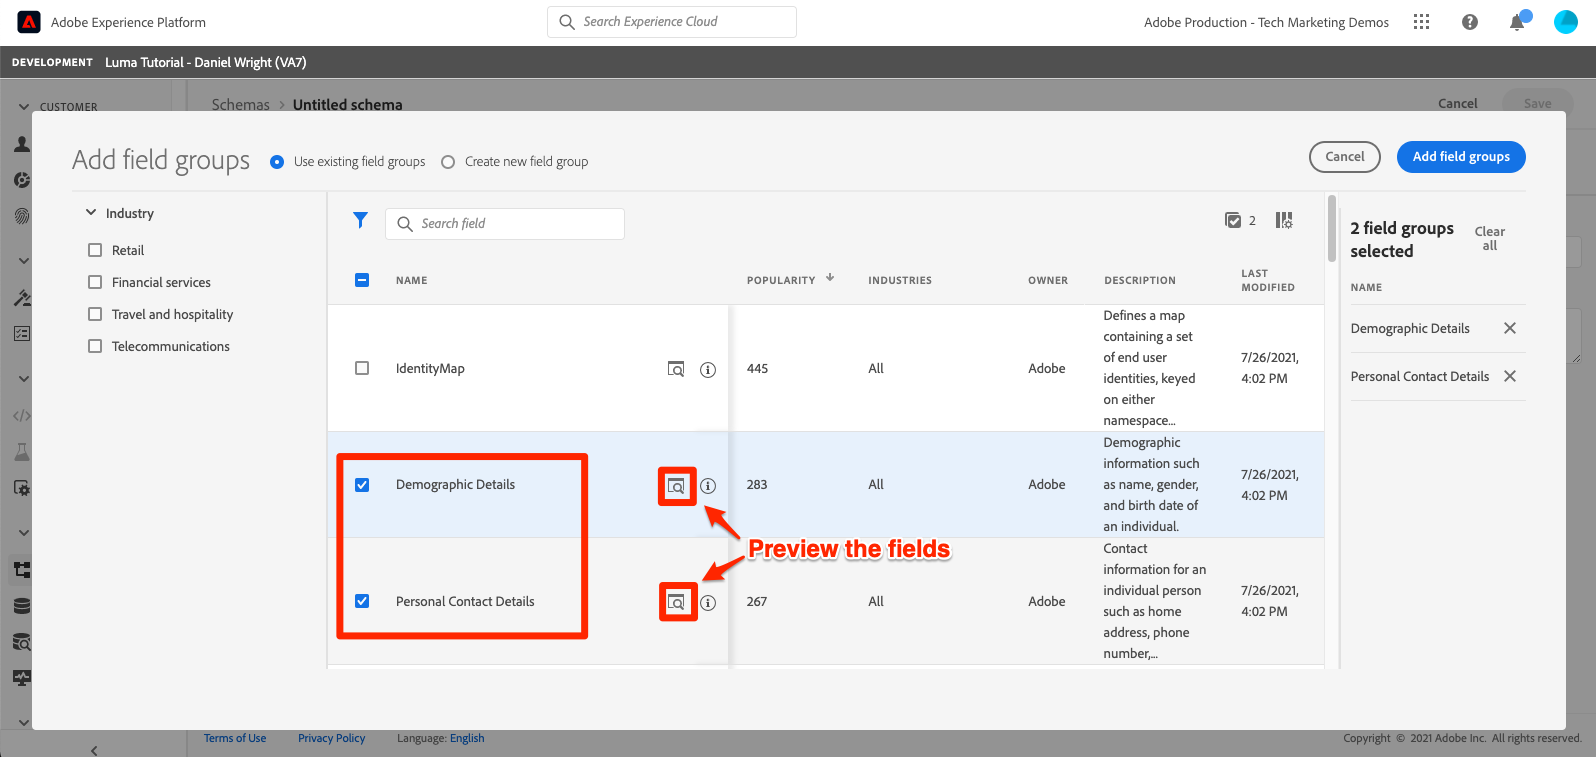 Adobe Experience Platform
Search Experience Cloud
Adobe Production - Tech Marketing Demos
DEVELOPMENT Luma Tutorial - Daniel Wright (VA7)
CUSTOMER
Schemas > Untitled schema
Cancel
Save
Add field groups
Use existing field groups
Create new field group
Cancel
Add field groups
Industry
Retail
Financial services
Travel and hospitality
Telecommunications
Search field
2
NAME
POPULARITY
INDUSTRIES
OWNER
DESCRIPTION
LAST
MODIFIED
IdentityMap
445
All
Adobe
Defines a map
containing a set
of end user
identities, keyed
on either
namespace...
7/26/2021,
4:02 PM
Demographic Details
283
All
Adobe
Demographic
information such
as name, gender,
and birth date of
an individual.
7/26/2021,
4:02 PM
Preview the fields
Personal Contact Details
267
All
Adobe
Contact
information for an
individual person
such as home
address, phone
number,...
7/26/2021,
4:02 PM
2 field groups
selected
Clear
all
NAME
Demographic Details
Personal Contact Details
Terms of Use
Privacy Policy
Language: English
Copyright © 2021 Adobe Inc. All rights reserved.